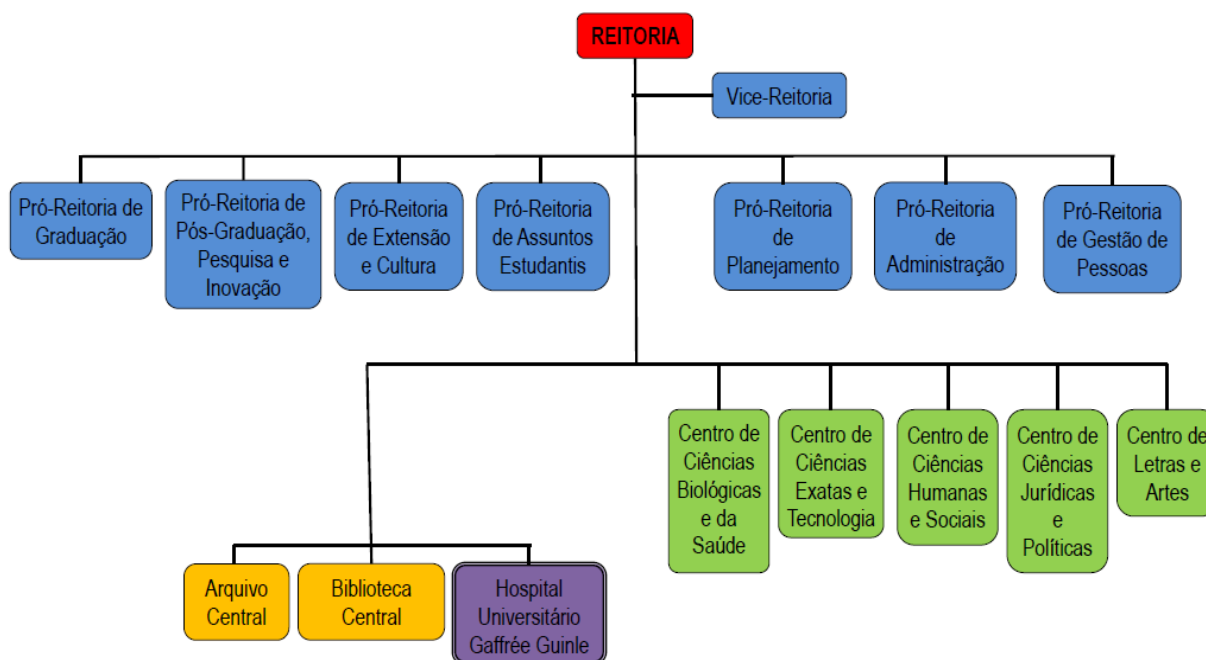 REITORIA
Vice-Reitoria
Pró-Reitoria de
Graduação
Pró-Reitoria de
Pós-Graduação,
Pesquisa e
Inovação
Pró-Reitoria
de Extensão
e Cultura
Pró-Reitoria
de Assuntos
Estudantis
Pró-Reitoria
de
Planejamento
Pró-Reitoria
de
Administração
Pró-Reitoria
de Gestão de
Pessoas
Centro de
Ciências
Biológicas
e da
Saúde
Centro de
Ciências
Exatas e
Tecnologia
Centro de
Ciências
Humanas
e Sociais
Centro de
Ciências
Jurídicas
e
Políticas
Centro de
Letras e
Artes
Arquivo
Central
Biblioteca
Central
Hospital
Universitário
Gaffrée Guinle